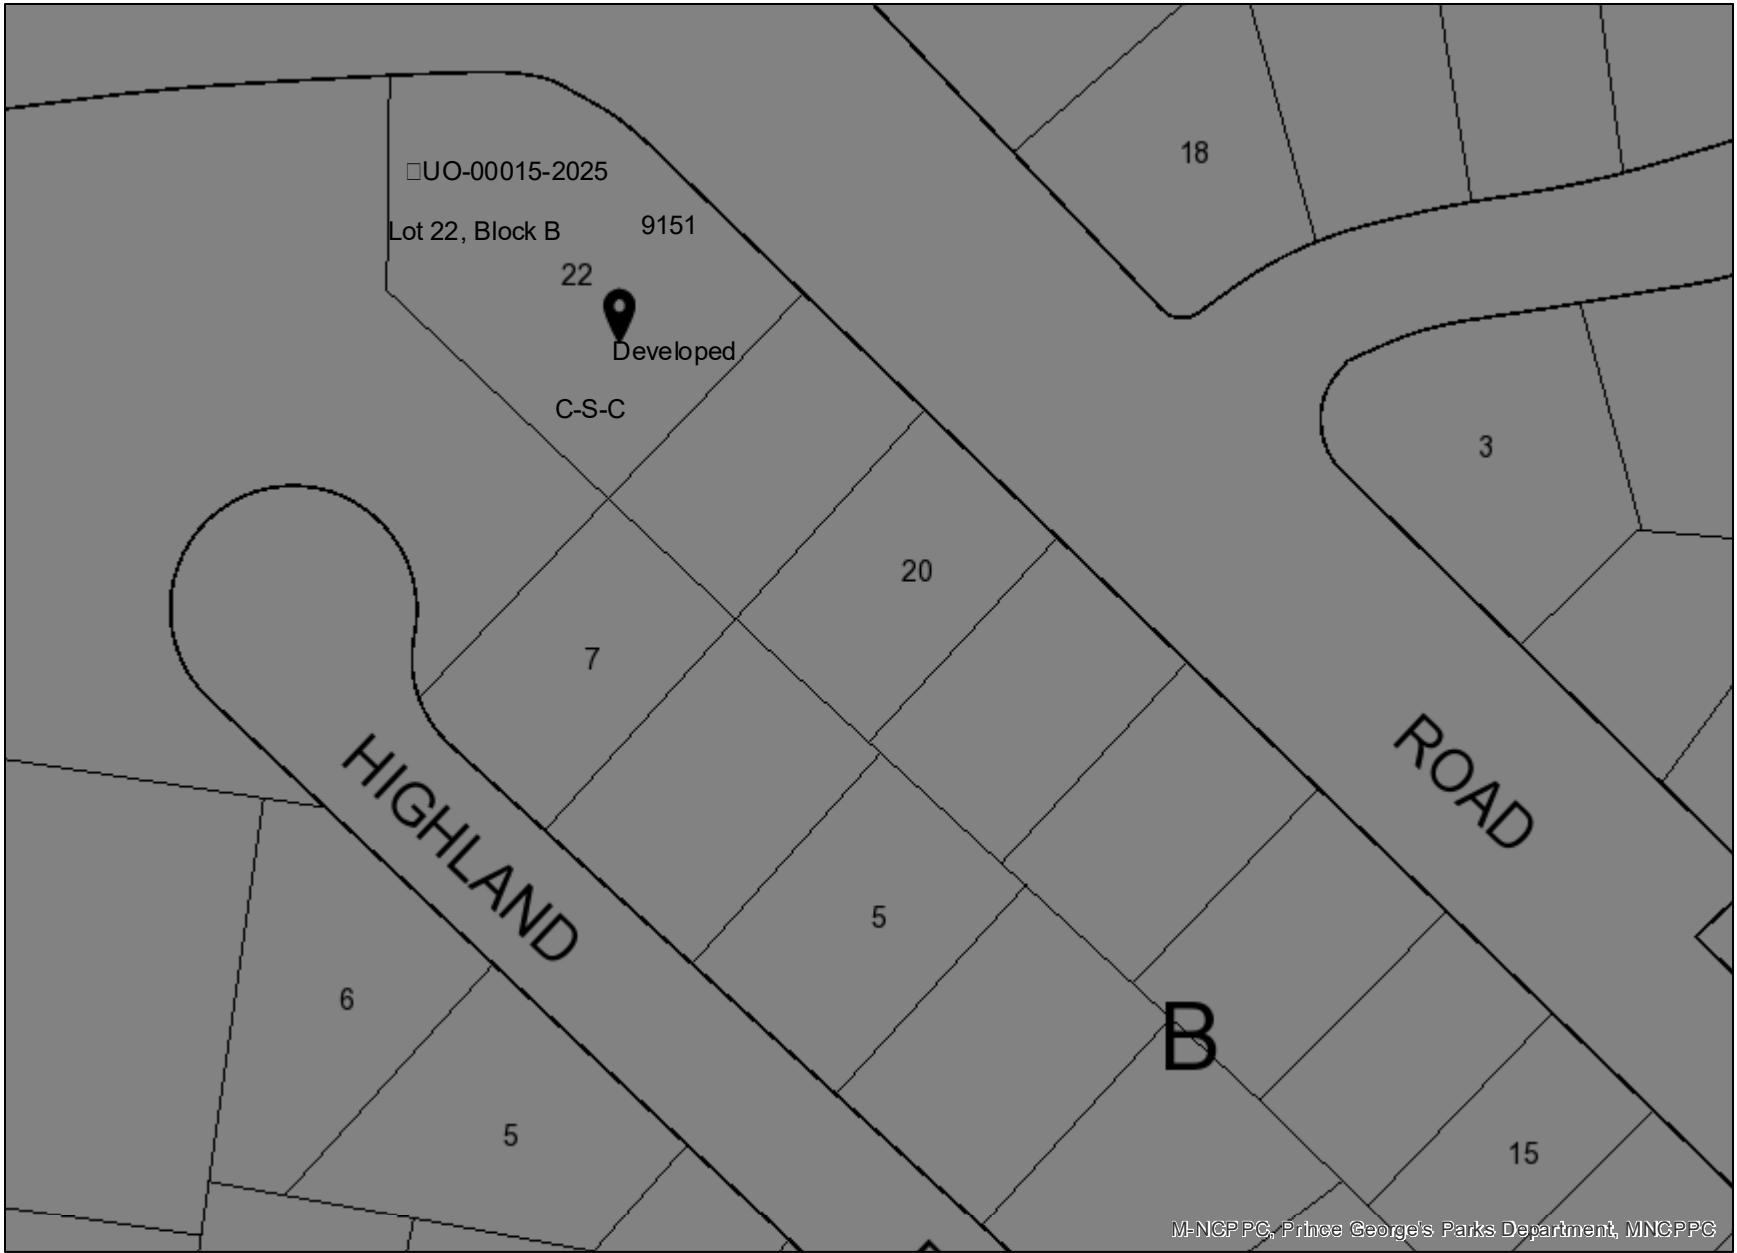 18
UO-00015-2025
Lot 22, Block B
9151
22
Developed
C-S-C
3
20
7
ROAD
HIGHLAND
5
6
B
5
15
M-NCPPC, Prince George's Parks Department, MNCPPC